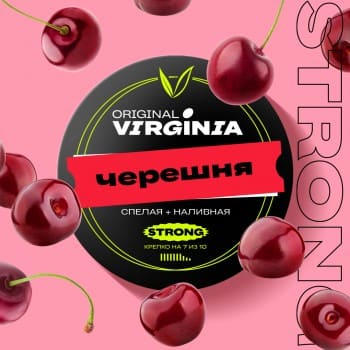 ORIGINAL
VIRGINIA
черешня
СПЕЛАЯ + НАЛИВНАЯ
STRONG
КРЕПКО НА 7 ИЗ 10
STRONG